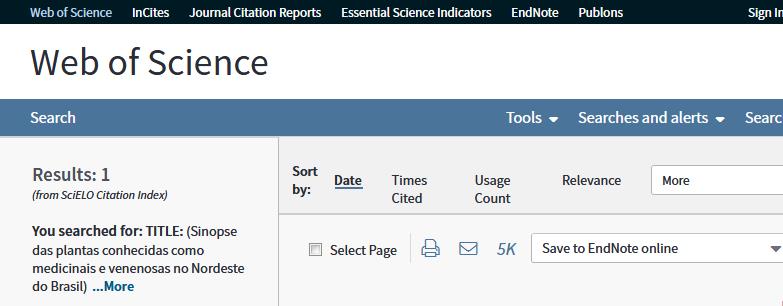 Web of Science InCites Journal Citation Reports Essential Science Indicators EndNote Publons Sign In
Web of Science
Search Tools Searches and alerts Searc
Results: 1
(from SciELO Citation Index)
You searched for: TITLE: (Sinopse
das plantas conhecidas como
medicinais e venenosas no Nordeste
do Brasil) ...More
Sort
by:
Date
Times
Cited
Usage
Count
Relevance
More
Select Page 5K Save to EndNote online